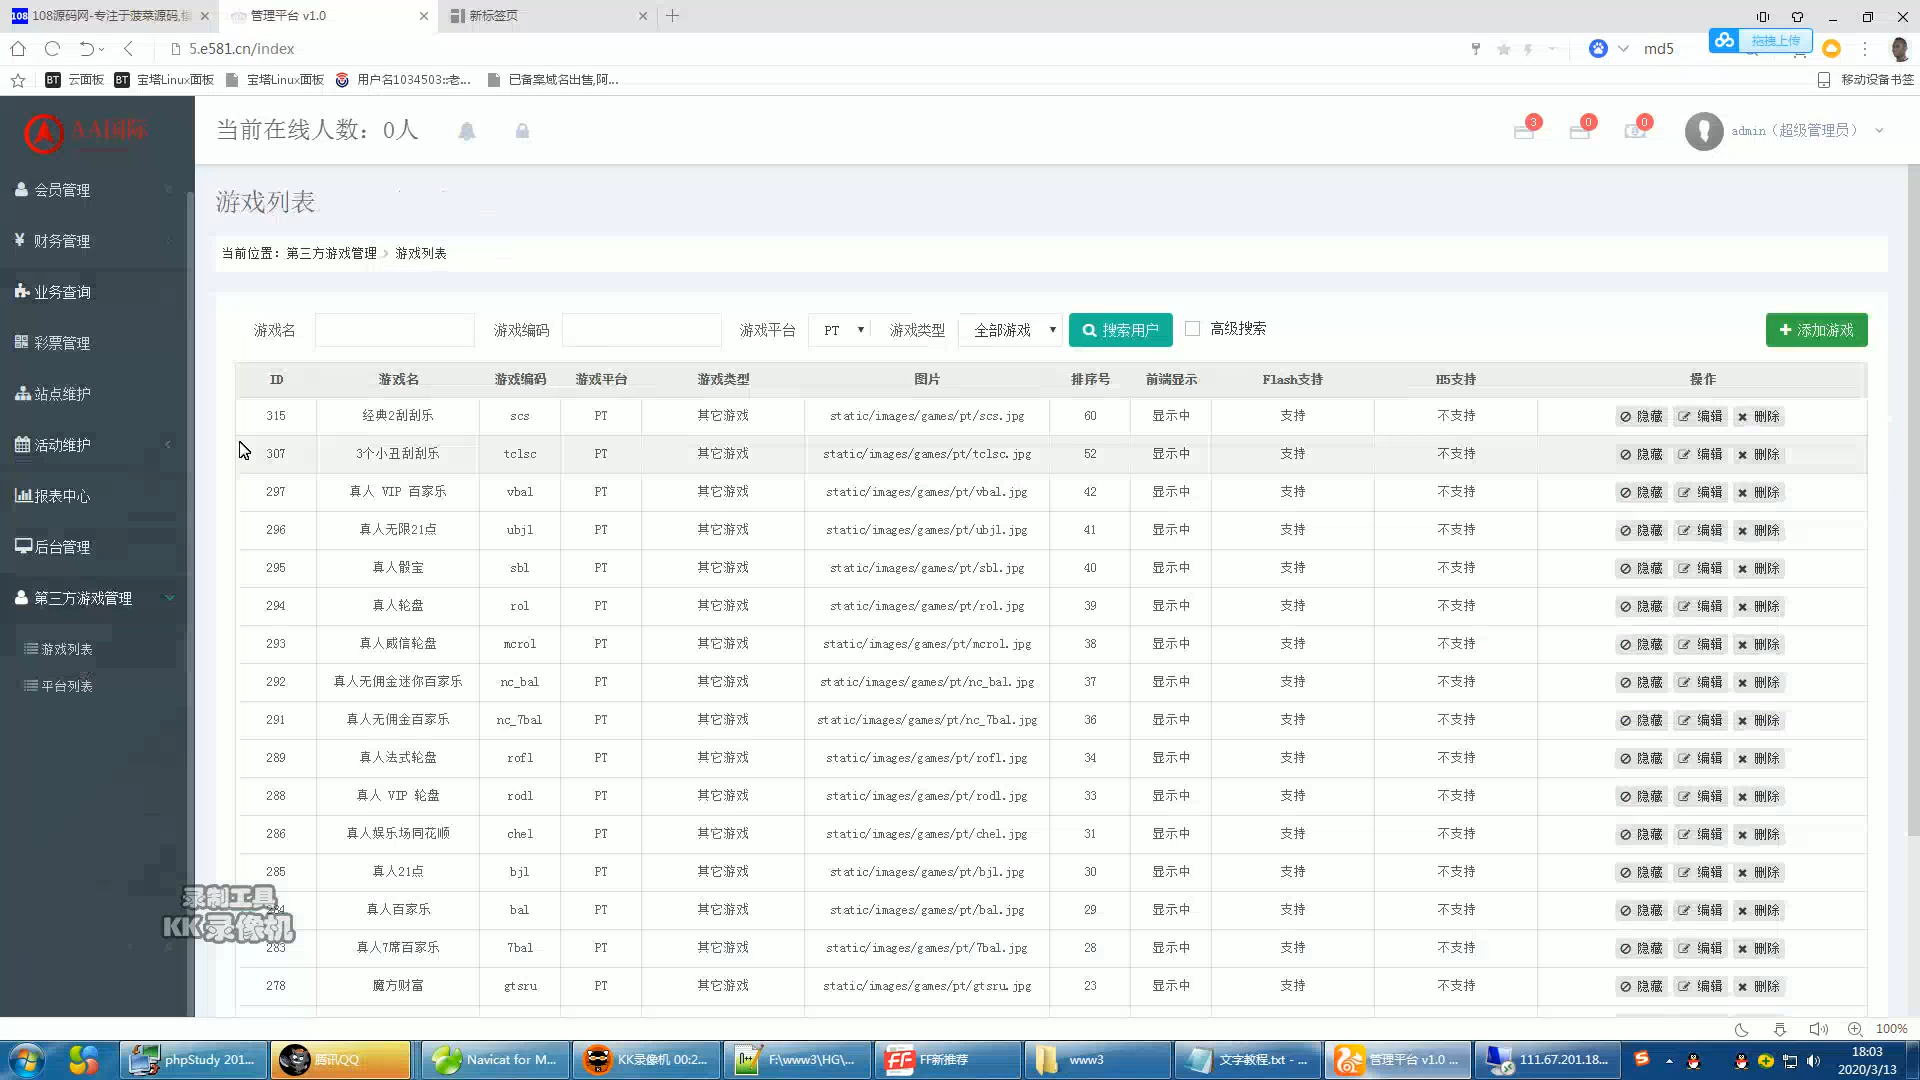 108源码网-专注于菠菜源码,棋
管理平台 v1.0
新标签页
5.e581.cn/index
md5
拖拽上传
BT 云面板
BT 宝塔Linux面板
宝塔Linux面板
用户名1034503::老...
已备案域名出售,阿...
移动设备书签
AA国际
当前在线人数：0人
3
0
0
admin（超级管理员）
会员管理
财务管理
业务查询
彩票管理
站点维护
活动维护
报表中心
后台管理
第三方游戏管理
游戏列表
平台列表
游戏列表
当前位置：第三方游戏管理 > 游戏列表
游戏名 游戏编码 游戏平台 PT 游戏类型 全部游戏 搜索用户 高级搜索 添加游戏
ID 游戏名 游戏编码 游戏平台 游戏类型 图片 排序号 前端显示 Flash支持 H5支持 操作
315 经典2刮刮乐 scs PT 其它游戏 static/images/games/pt/scs.jpg 60 显示中 支持 不支持 隐藏 编辑 删除
307 3个小丑刮刮乐 tclsc PT 其它游戏 static/images/games/pt/tclsc.jpg 52 显示中 支持 不支持 隐藏 编辑 删除
297 真人 VIP 百家乐 vbal PT 其它游戏 static/images/games/pt/vbal.jpg 42 显示中 支持 不支持 隐藏 编辑 删除
296 真人无限21点 ubjl PT 其它游戏 static/images/games/pt/ubjl.jpg 41 显示中 支持 不支持 隐藏 编辑 删除
295 真人骰宝 sbl PT 其它游戏 static/images/games/pt/sbl.jpg 40 显示中 支持 不支持 隐藏 编辑 删除
294 真人轮盘 rol PT 其它游戏 static/images/games/pt/rol.jpg 39 显示中 支持 不支持 隐藏 编辑 删除
293 真人威信轮盘 mcrol PT 其它游戏 static/images/games/pt/mcrol.jpg 38 显示中 支持 不支持 隐藏 编辑 删除
292 真人无佣金迷你百家乐 nc_bal PT 其它游戏 static/images/games/pt/nc_bal.jpg 37 显示中 支持 不支持 隐藏 编辑 删除
291 真人无佣金百家乐 nc_7bal PT 其它游戏 static/images/games/pt/nc_7bal.jpg 36 显示中 支持 不支持 隐藏 编辑 删除
289 真人法式轮盘 rofl PT 其它游戏 static/images/games/pt/rofl.jpg 34 显示中 支持 不支持 隐藏 编辑 删除
288 真人 VIP 轮盘 rodl PT 其它游戏 static/images/games/pt/rodl.jpg 33 显示中 支持 不支持 隐藏 编辑 删除
286 真人娱乐场同花顺 chel PT 其它游戏 static/images/games/pt/chel.jpg 31 显示中 支持 不支持 隐藏 编辑 删除
285 真人21点 bjl PT 其它游戏 static/images/games/pt/bjl.jpg 30 显示中 支持 不支持 隐藏 编辑 删除
284 真人百家乐 bal PT 其它游戏 static/images/games/pt/bal.jpg 29 显示中 支持 不支持 隐藏 编辑 删除
283 真人7席百家乐 7bal PT 其它游戏 static/images/games/pt/7bal.jpg 28 显示中 支持 不支持 隐藏 编辑 删除
278 魔方财富 gtsru PT 其它游戏 static/images/games/pt/gtsru.jpg 23 显示中 支持 不支持 隐藏 编辑 删除
录制工具
KK录像机
100%
phpStudy 201...
腾讯QQ
Navicat for M...
KK录像机 00:2...
F:\www3\HG\...
FF新推荐
www3
文字教程.txt - ...
管理平台 v1.0 ...
111.67.201.18...
18:03
2020/3/13